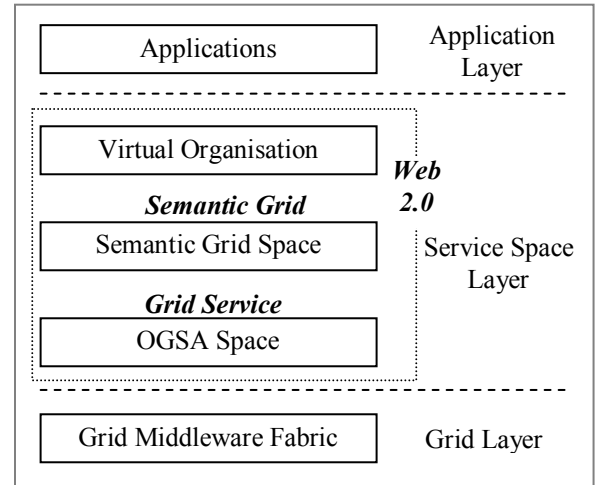 Applications
Application
Layer
Virtual Organisation
Web
2.0
Semantic Grid
Semantic Grid Space
Service Space
Layer
Grid Service
OGSA Space
Grid Middleware Fabric
Grid Layer